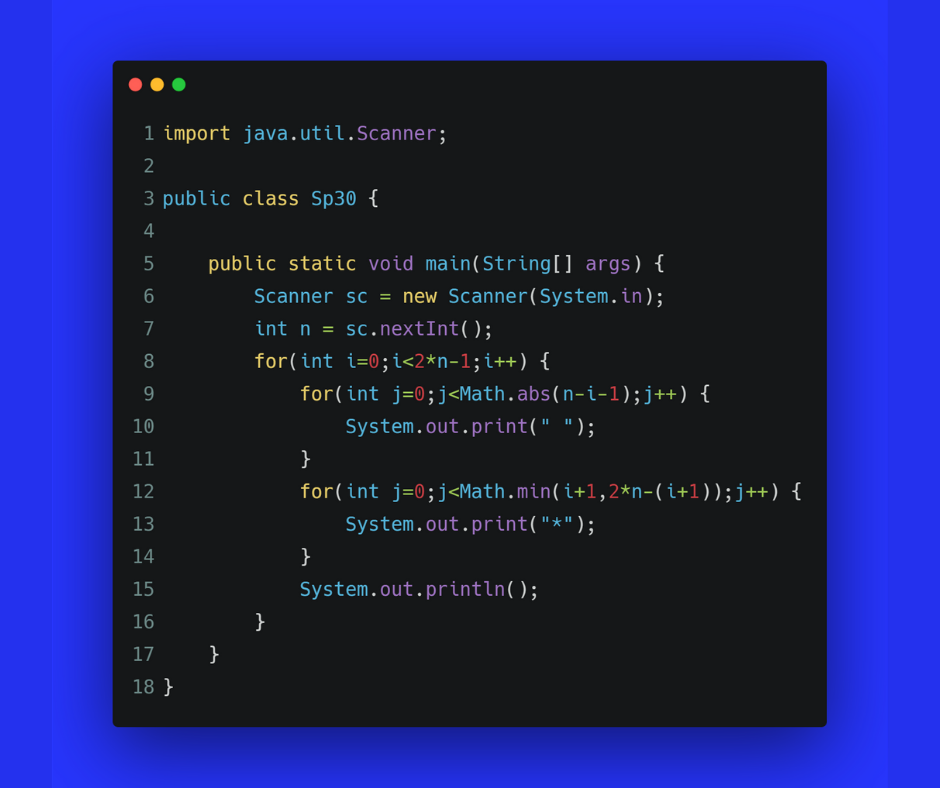 1 import java.util.Scanner;
2
3 public class Sp30 {
4
5     public static void main(String[] args) {
6         Scanner sc = new Scanner(System.in);
7         int n = sc.nextInt();
8         for(int i=0;i<2*n-1;i++) {
9             for(int j=0;j<Math.abs(n-i-1);j++) {
10                 System.out.print(" ");
11             }
12             for(int j=0;j<Math.min(i+1,2*n-(i+1));j++) {
13                 System.out.print("*");
14             }
15             System.out.println();
16         }
17     }
18 }